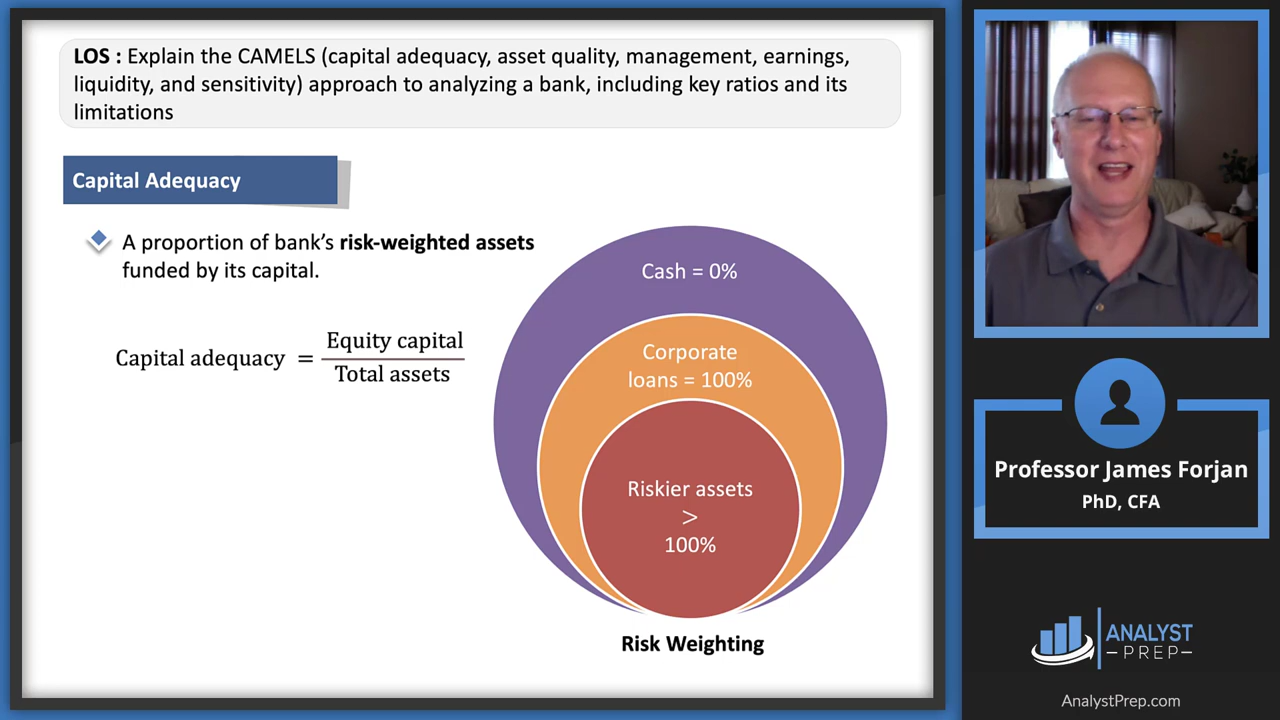 LOS : Explain the CAMELS (capital adequacy, asset quality, management, earnings,
liquidity, and sensitivity) approach to analyzing a bank, including key ratios and its
limitations
Capital Adequacy
A proportion of bank's risk-weighted assets
funded by its capital.
Capital adequacy = Equity capital
Total assets
Cash = 0%
Corporate
loans = 100%
Riskier assets
>
100%
Risk Weighting
Professor James Forjan
PhD, CFA
ANALYST
PREP
AnalystPrep.com